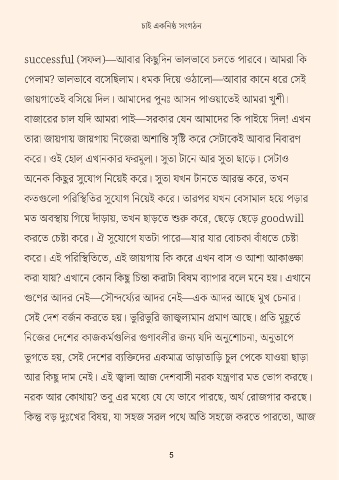 চাই একনিষ্ঠ সংগঠন
successful (সফল)—আবার কিছুদিন ভালভাবে চলতে পারবে। আমরা কি
পেলাম? ভালভাবে বসেছিলাম। ধমক দিয়ে ওঠালো—আবার কানে ধরে সেই
জায়গাতেই বসিয়ে দিল। আমাদের পুনঃ আসন পাওয়াতেই আমরা খুশী।
বাজারের চাল যদি আমরা পাই—সরকার যেন আমাদের কি পাইয়ে দিল! এখন
তারা জায়গায় জায়গায় নিজেরা অশান্তি সৃষ্টি করে সেটাকেই আবার নিবারণ
করে। ওই হোল এখানকার ফরমুলা। সুতা টানে আর সুতা ছাড়ে। সেটাও
অনেক কিছুর সুযোগ নিয়েই করে। সুতা যখন টানতে আরম্ভ করে, তখন
কতগুলো পরিস্থিতির সুযোগ নিয়েই করে। তারপর যখন বেসামাল হয়ে পড়ার
মত অবস্থায় গিয়ে দাঁড়ায়, তখন ছাড়তে শুরু করে, ছেড়ে ছেড়ে goodwill
করতে চেষ্টা করে। ঐ সুযোগে যতটা পারে—যার যার বোচকা বাঁধতে চেষ্টা
করে। এই পরিস্থিতিতে, এই জায়গায় কি করে এখন বাস ও আশা আকাঙ্ক্ষা
করা যায়? এখানে কোন কিছু চিন্তা করাটা বিষম ব্যাপার বলে মনে হয়। এখানে
গুণের আদর নেই—সৌন্দর্য্যের আদর নেই—এক আদর আছে মুখ চেনার।
সেই দেশ বর্জন করতে হয়। ভুরিভুরি জাজ্বল্যমান প্রমাণ আছে। প্রতি মুহূর্তে
নিজের দেশের কাজকর্মগুলির গুণাবলীর জন্য যদি অনুশোচনা, অনুতাপে
ভুগতে হয়, সেই দেশের ব্যক্তিদের একমাত্র তাড়াতাড়ি চুল পেকে যাওয়া ছাড়া
আর কিছু দাম নেই। এই জ্বালা আজ দেশবাসী নরক যন্ত্রণার মত ভোগ করছে।
নরক আর কোথায়? তবু এর মধ্যে যে যে ভাবে পারছে, অর্থ রোজগার করছে।
কিন্তু বড় দুঃখের বিষয়, যা সহজ সরল পথে অতি সহজে করতে পারতো, আজ
5